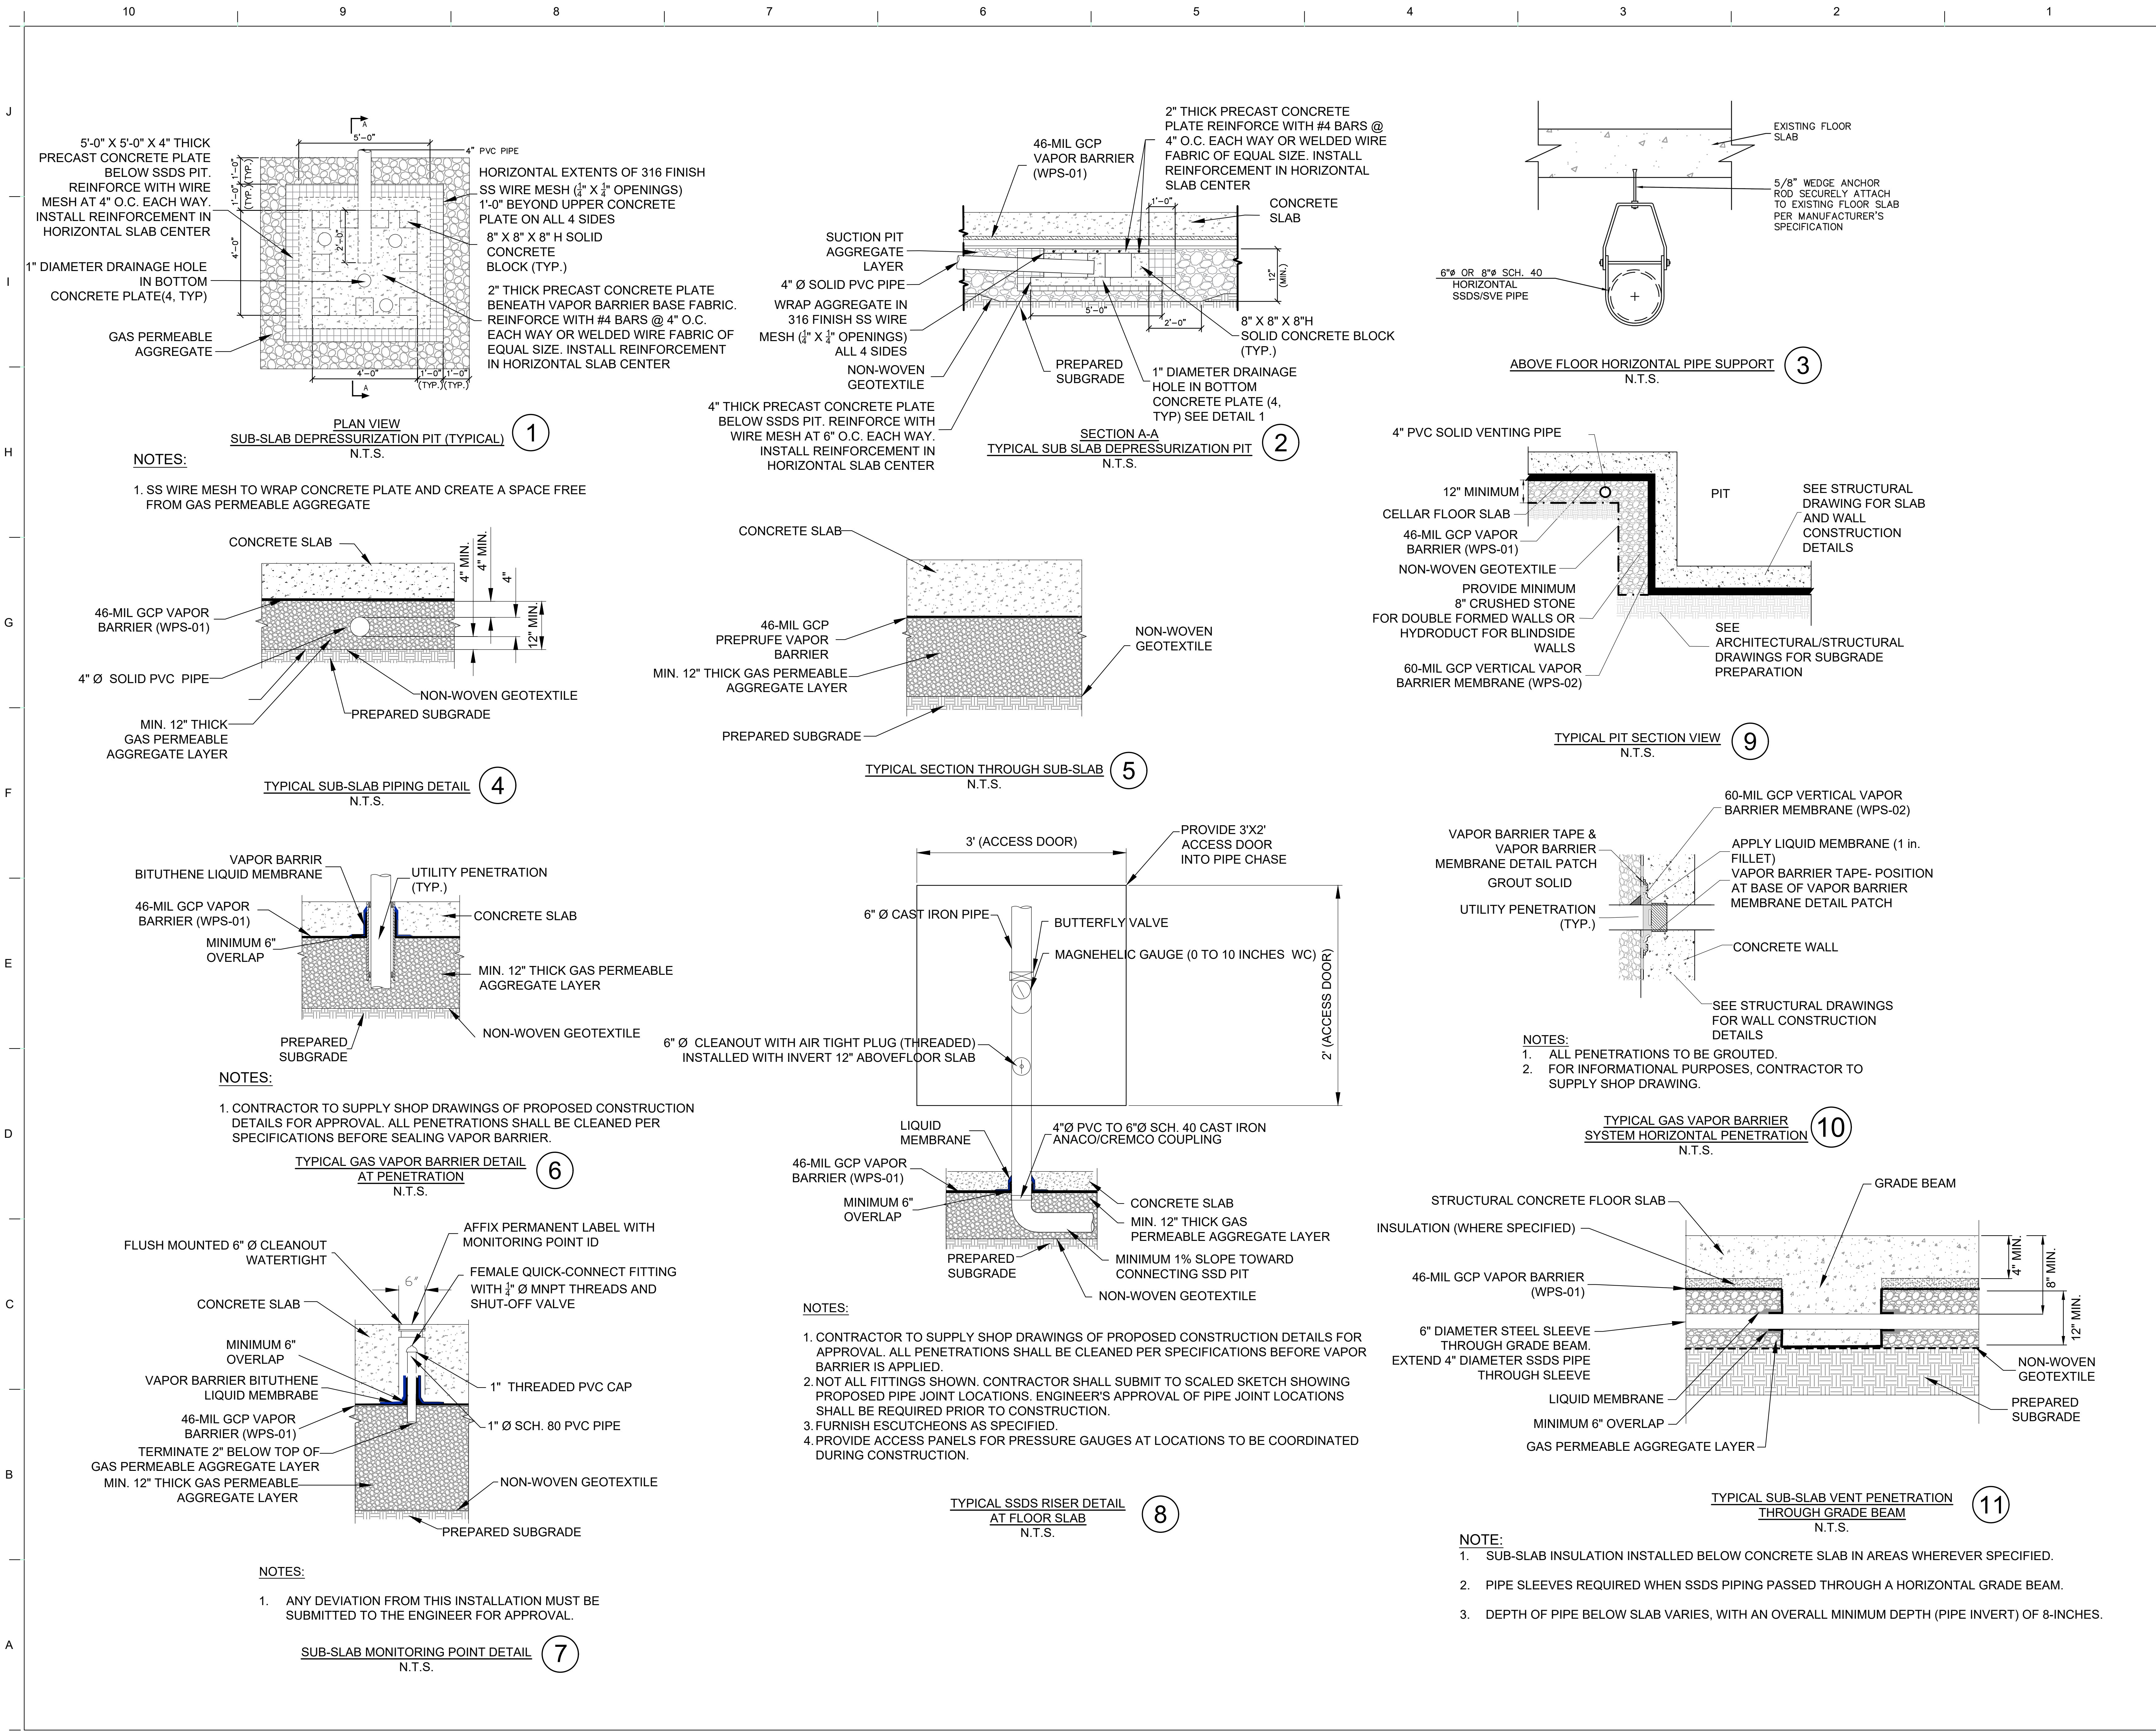 10 9 8 7 6 5 4 3 2 1
J
I
H
G
F
E
D
C
B
A
A
5'-0"
4" PVC PIPE
5'-0" X 5'-0" X 4" THICK
PRECAST CONCRETE PLATE
BELOW SSDS PIT.
REINFORCE WITH WIRE
MESH AT 4" O.C. EACH WAY.
INSTALL REINFORCEMENT IN
HORIZONTAL SLAB CENTER
1'-0"
(TYP.)
1'-0"
(TYP.)
4'-0"
2'-0"
HORIZONTAL EXTENTS OF 316 FINISH
SS WIRE MESH (1/4" X 1/4" OPENINGS)
1'-0" BEYOND UPPER CONCRETE
PLATE ON ALL 4 SIDES
8" X 8" X 8" H SOLID
CONCRETE
BLOCK (TYP.)
1" DIAMETER DRAINAGE HOLE
IN BOTTOM
CONCRETE PLATE(4, TYP)
2" THICK PRECAST CONCRETE PLATE
BENEATH VAPOR BARRIER BASE FABRIC.
REINFORCE WITH #4 BARS @ 4" O.C.
EACH WAY OR WELDED WIRE FABRIC OF
EQUAL SIZE. INSTALL REINFORCEMENT
IN HORIZONTAL SLAB CENTER
GAS PERMEABLE
AGGREGATE
4'-0" 1'-0" 1'-0"
(TYP.) (TYP.)
A
PLAN VIEW
SUB-SLAB DEPRESSURIZATION PIT (TYPICAL)
N.T.S.
1
NOTES:
1. SS WIRE MESH TO WRAP CONCRETE PLATE AND CREATE A SPACE FREE
FROM GAS PERMEABLE AGGREGATE
46-MIL GCP
VAPOR BARRIER
(WPS-01)
2" THICK PRECAST CONCRETE
PLATE REINFORCE WITH #4 BARS @
4" O.C. EACH WAY OR WELDED WIRE
FABRIC OF EQUAL SIZE. INSTALL
REINFORCEMENT IN HORIZONTAL
SLAB CENTER
1'-0"
CONCRETE
SLAB
SUCTION PIT
AGGREGATE
LAYER
4" Ø SOLID PVC PIPE
WRAP AGGREGATE IN
316 FINISH SS WIRE
MESH (1/4" X 1/4" OPENINGS)
ALL 4 SIDES
NON-WOVEN
GEOTEXTILE
12"
(MIN.)
5'-0"
2'-0"
8" X 8" X 8"H
SOLID CONCRETE BLOCK
(TYP.)
PREPARED
SUBGRADE
1" DIAMETER DRAINAGE
HOLE IN BOTTOM
CONCRETE PLATE (4,
TYP) SEE DETAIL 1
4" THICK PRECAST CONCRETE PLATE
BELOW SSDS PIT. REINFORCE WITH
WIRE MESH AT 6" O.C. EACH WAY.
INSTALL REINFORCEMENT IN
HORIZONTAL SLAB CENTER
SECTION A-A
TYPICAL SUB SLAB DEPRESSURIZATION PIT
N.T.S.
2
EXISTING FLOOR
SLAB
5/8" WEDGE ANCHOR
ROD SECURELY ATTACH
TO EXISTING FLOOR SLAB
PER MANUFACTURER'S
SPECIFICATION
6"ø OR 8"ø SCH. 40
HORIZONTAL
SSDS/SVE PIPE
ABOVE FLOOR HORIZONTAL PIPE SUPPORT
N.T.S.
3
CONCRETE SLAB
46-MIL GCP VAPOR
BARRIER (WPS-01)
4" MIN.
4" MIN.
4"
12" MIN.
4" Ø SOLID PVC PIPE
NON-WOVEN GEOTEXTILE
PREPARED SUBGRADE
MIN. 12" THICK
GAS PERMEABLE
AGGREGATE LAYER
TYPICAL SUB-SLAB PIPING DETAIL
N.T.S.
4
CONCRETE SLAB
46-MIL GCP
PREPRUFE VAPOR
BARRIER
NON-WOVEN
GEOTEXTILE
MIN. 12" THICK GAS PERMEABLE
AGGREGATE LAYER
PREPARED SUBGRADE
TYPICAL SECTION THROUGH SUB-SLAB
N.T.S.
5
4" PVC SOLID VENTING PIPE
12" MINIMUM
PIT
CELLAR FLOOR SLAB
46-MIL GCP VAPOR
BARRIER (WPS-01)
NON-WOVEN GEOTEXTILE
PROVIDE MINIMUM
8" CRUSHED STONE
FOR DOUBLE FORMED WALLS OR
HYDRODUCT FOR BLINDSIDE
WALLS
60-MIL GCP VERTICAL VAPOR
BARRIER MEMBRANE (WPS-02)
SEE STRUCTURAL
DRAWING FOR SLAB
AND WALL
CONSTRUCTION
DETAILS
SEE
ARCHITECTURAL/STRUCTURAL
DRAWINGS FOR SUBGRADE
PREPARATION
TYPICAL PIT SECTION VIEW
N.T.S.
9
VAPOR BARRIR
BITUTHENE LIQUID MEMBRANE
UTILITY PENETRATION
(TYP.)
46-MIL GCP VAPOR
BARRIER (WPS-01)
CONCRETE SLAB
MINIMUM 6"
OVERLAP
MIN. 12" THICK GAS PERMEABLE
AGGREGATE LAYER
NON-WOVEN GEOTEXTILE
PREPARED
SUBGRADE
NOTES:
1. CONTRACTOR TO SUPPLY SHOP DRAWINGS OF PROPOSED CONSTRUCTION
DETAILS FOR APPROVAL. ALL PENETRATIONS SHALL BE CLEANED PER
SPECIFICATIONS BEFORE SEALING VAPOR BARRIER.
TYPICAL GAS VAPOR BARRIER DETAIL
AT PENETRATION
N.T.S.
6
3' (ACCESS DOOR)
PROVIDE 3'X2'
ACCESS DOOR
INTO PIPE CHASE
6" Ø CAST IRON PIPE
BUTTERFLY VALVE
MAGNEHELIC GAUGE (0 TO 10 INCHES WC)
2' (ACCESS DOOR)
6" Ø CLEANOUT WITH AIR TIGHT PLUG (THREADED)
INSTALLED WITH INVERT 12" ABOVEFLOOR SLAB
LIQUID
MEMBRANE
4"Ø PVC TO 6"Ø SCH. 40 CAST IRON
ANACO/CREMCO COUPLING
46-MIL GCP VAPOR
BARRIER (WPS-01)
MINIMUM 6"
OVERLAP
CONCRETE SLAB
MIN. 12" THICK GAS
PERMEABLE AGGREGATE LAYER
PREPARED
SUBGRADE
MINIMUM 1% SLOPE TOWARD
CONNECTING SSD PIT
NON-WOVEN GEOTEXTILE
NOTES:
1. CONTRACTOR TO SUPPLY SHOP DRAWINGS OF PROPOSED CONSTRUCTION DETAILS FOR
APPROVAL. ALL PENETRATIONS SHALL BE CLEANED PER SPECIFICATIONS BEFORE VAPOR
BARRIER IS APPLIED.
2. NOT ALL FITTINGS SHOWN. CONTRACTOR SHALL SUBMIT TO SCALED SKETCH SHOWING
PROPOSED PIPE JOINT LOCATIONS. ENGINEER'S APPROVAL OF PIPE JOINT LOCATIONS
SHALL BE REQUIRED PRIOR TO CONSTRUCTION.
3. FURNISH ESCUTCHEONS AS SPECIFIED.
4. PROVIDE ACCESS PANELS FOR PRESSURE GAUGES AT LOCATIONS TO BE COORDINATED
DURING CONSTRUCTION.
TYPICAL SSDS RISER DETAIL
AT FLOOR SLAB
N.T.S.
8
60-MIL GCP VERTICAL VAPOR
BARRIER MEMBRANE (WPS-02)
VAPOR BARRIER TAPE &
VAPOR BARRIER
MEMBRANE DETAIL PATCH
GROUT SOLID
UTILITY PENETRATION
(TYP.)
APPLY LIQUID MEMBRANE (1 in.
FILLET)
VAPOR BARRIER TAPE- POSITION
AT BASE OF VAPOR BARRIER
MEMBRANE DETAIL PATCH
CONCRETE WALL
SEE STRUCTURAL DRAWINGS
FOR WALL CONSTRUCTION
DETAILS
NOTES:
1. ALL PENETRATIONS TO BE GROUTED.
2. FOR INFORMATIONAL PURPOSES, CONTRACTOR TO
SUPPLY SHOP DRAWING.
TYPICAL GAS VAPOR BARRIER
SYSTEM HORIZONTAL PENETRATION
N.T.S.
10
AFFIX PERMANENT LABEL WITH
MONITORING POINT ID
FLUSH MOUNTED 6" Ø CLEANOUT
WATERTIGHT
6"
FEMALE QUICK-CONNECT FITTING
WITH 1/4" Ø MNPT THREADS AND
SHUT-OFF VALVE
CONCRETE SLAB
MINIMUM 6"
OVERLAP
VAPOR BARRIER BITUTHENE
LIQUID MEMBRABE
1" THREADED PVC CAP
46-MIL GCP VAPOR
BARRIER (WPS-01)
1" Ø SCH. 80 PVC PIPE
TERMINATE 2" BELOW TOP OF
GAS PERMEABLE AGGREGATE LAYER
MIN. 12" THICK GAS PERMEABLE
AGGREGATE LAYER
NON-WOVEN GEOTEXTILE
PREPARED SUBGRADE
NOTES:
1. ANY DEVIATION FROM THIS INSTALLATION MUST BE
SUBMITTED TO THE ENGINEER FOR APPROVAL.
SUB-SLAB MONITORING POINT DETAIL
N.T.S.
7
GRADE BEAM
STRUCTURAL CONCRETE FLOOR SLAB
INSULATION (WHERE SPECIFIED)
46-MIL GCP VAPOR BARRIER
(WPS-01)
4" MIN.
8" MIN.
12" MIN.
6" DIAMETER STEEL SLEEVE
THROUGH GRADE BEAM.
EXTEND 4" DIAMETER SSDS PIPE
THROUGH SLEEVE
NON-WOVEN
GEOTEXTILE
LIQUID MEMBRANE
MINIMUM 6" OVERLAP
PREPARED
SUBGRADE
GAS PERMEABLE AGGREGATE LAYER
TYPICAL SUB-SLAB VENT PENETRATION
THROUGH GRADE BEAM
N.T.S.
11
NOTE:
1. SUB-SLAB INSULATION INSTALLED BELOW CONCRETE SLAB IN AREAS WHEREVER SPECIFIED.
2. PIPE SLEEVES REQUIRED WHEN SSDS PIPING PASSED THROUGH A HORIZONTAL GRADE BEAM.
3. DEPTH OF PIPE BELOW SLAB VARIES, WITH AN OVERALL MINIMUM DEPTH (PIPE INVERT) OF 8-INCHES.